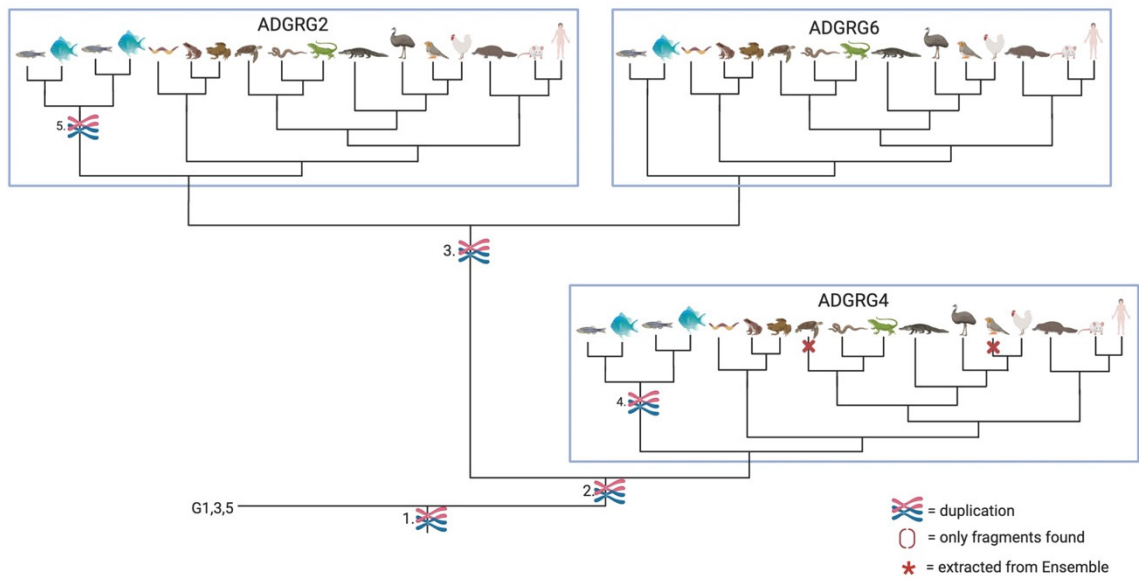 ADGRG2
ADGRG6
5.
3.
ADGRG4
4.
2.
G1,3,5
1.
= duplication
= only fragments found
= extracted from Ensemble